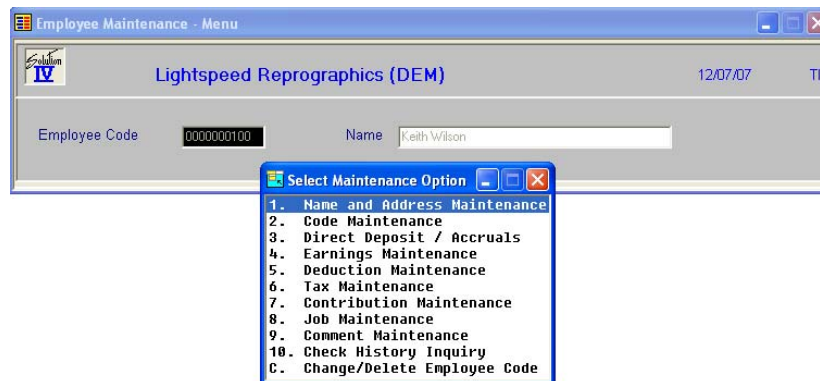 Employee Maintenance - Menu
Solution IV
Lightspeed Reprographics (DEM) 12/07/07
Employee Code 0000000100 Name Keith Wilson
Select Maintenance Option
1. Name and Address Maintenance
2. Code Maintenance
3. Direct Deposit / Accruals
4. Earnings Maintenance
5. Deduction Maintenance
6. Tax Maintenance
7. Contribution Maintenance
8. Job Maintenance
9. Comment Maintenance
10. Check History Inquiry
C. Change/Delete Employee Code